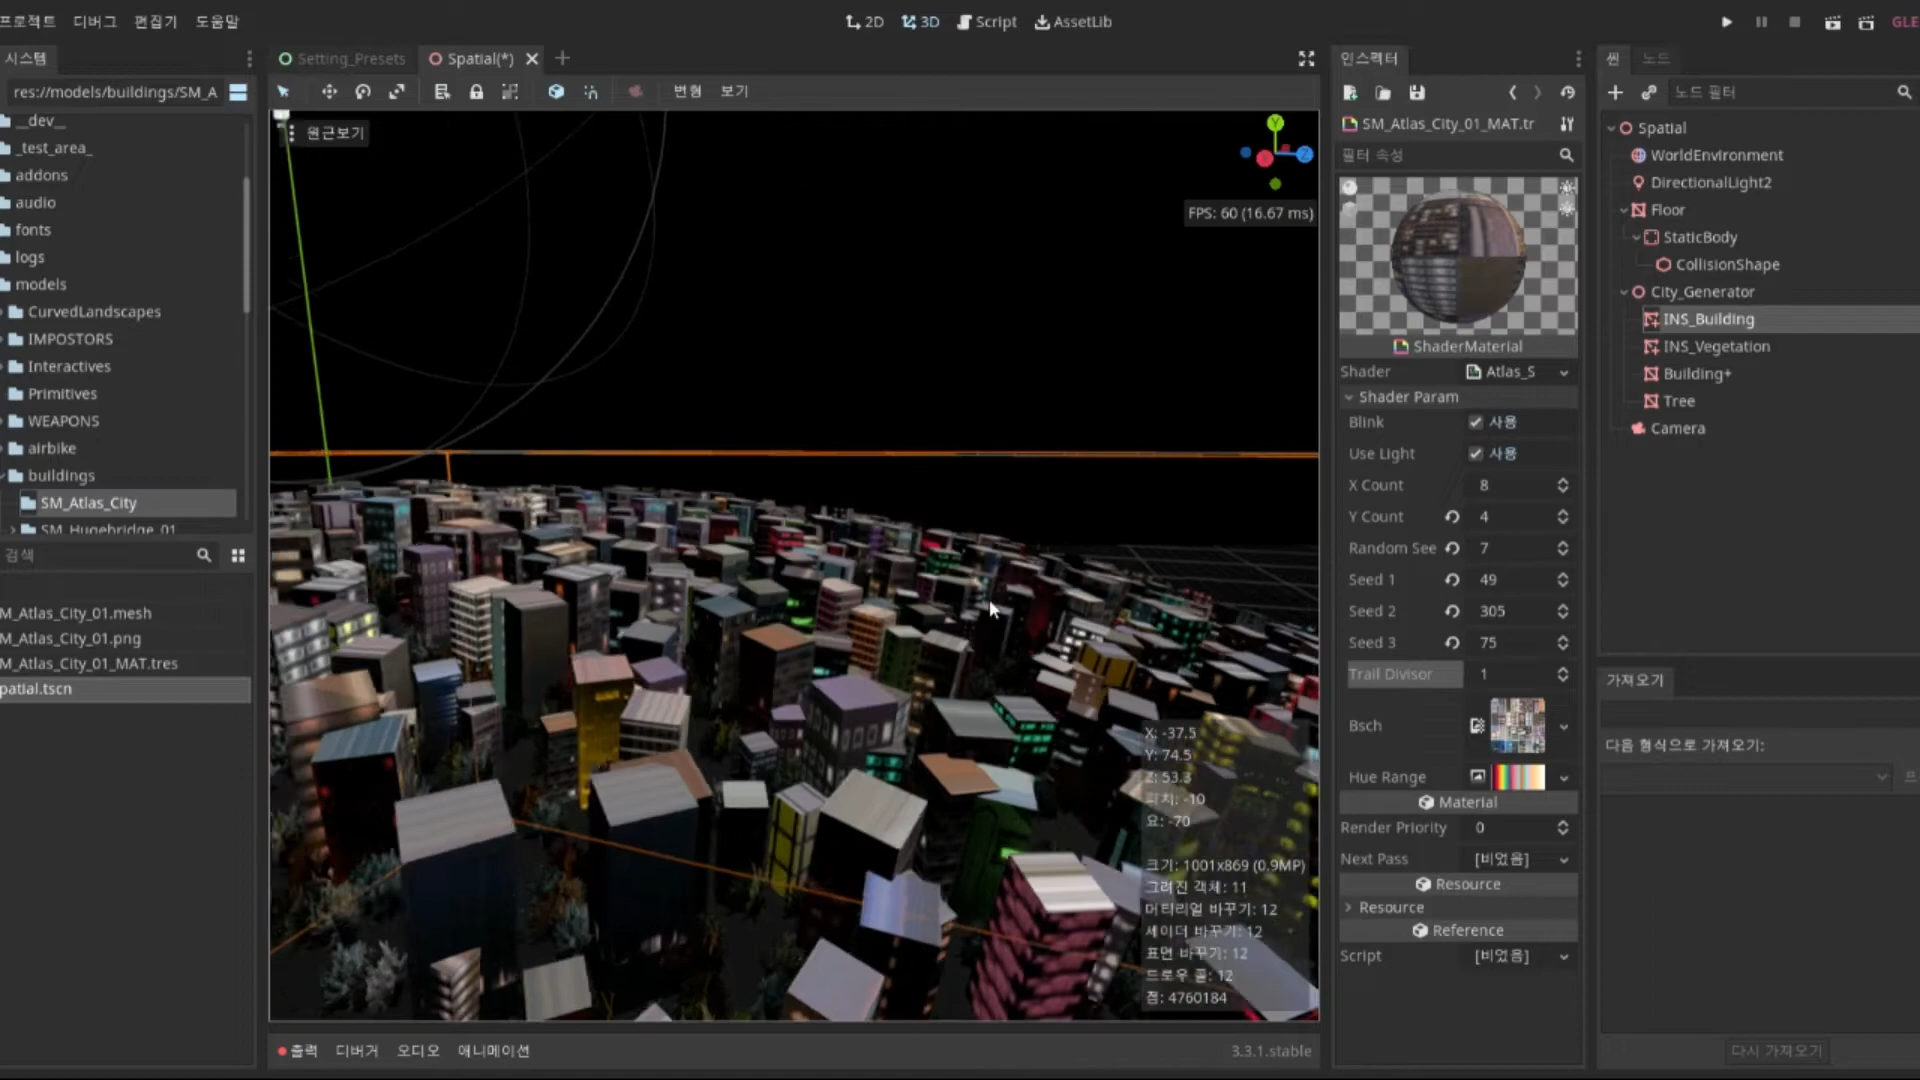 프로젝트 디버그 편집기 도움말
2D 3D Script AssetLib
GLE
시스템
res://models/buildings/SM_A
__dev__
_test_area_
addons
audio
fonts
logs
models
CurvedLandscapes
IMPOSTORS
Interactives
Primitives
WEAPONS
airbike
buildings
SM_Atlas_City
SM_Hugebridge_01
검색
M_Atlas_City_01.mesh
M_Atlas_City_01.png
M_Atlas_City_01_MAT.tres
patial.tscn
Setting_Presets
Spatial(*)
변형 보기
원근보기
Y
Z
FPS: 60 (16.67 ms)
X: -37.5
Y: 74.5
Z: 53.3
피치: -10
요: -70
크기: 1001x869 (0.9MP)
그려진 객체: 11
머티리얼 바꾸기: 12
셰이더 바꾸기: 12
표면 바꾸기: 12
드로우 콜: 12
점: 4760184
출력 디버거 오디오 애니메이션
3.3.1.stable
인스펙터
SM_Atlas_City_01_MAT.tr
필터 속성
ShaderMaterial
Shader Atlas_S
Shader Param
Blink 사용
Use Light 사용
X Count 8
Y Count 4
Random See 7
Seed 1 49
Seed 2 305
Seed 3 75
Trail Divisor 1
Bsch
Hue Range
Material
Render Priority 0
Next Pass [비었음]
Resource
Resource
Reference
Script [비었음]
씬 노드
노드 필터
Spatial
WorldEnvironment
DirectionalLight2
Floor
StaticBody
CollisionShape
City_Generator
INS_Building
INS_Vegetation
Building+
Tree
Camera
가져오기
다음 형식으로 가져오기:
프
다시 가져오기